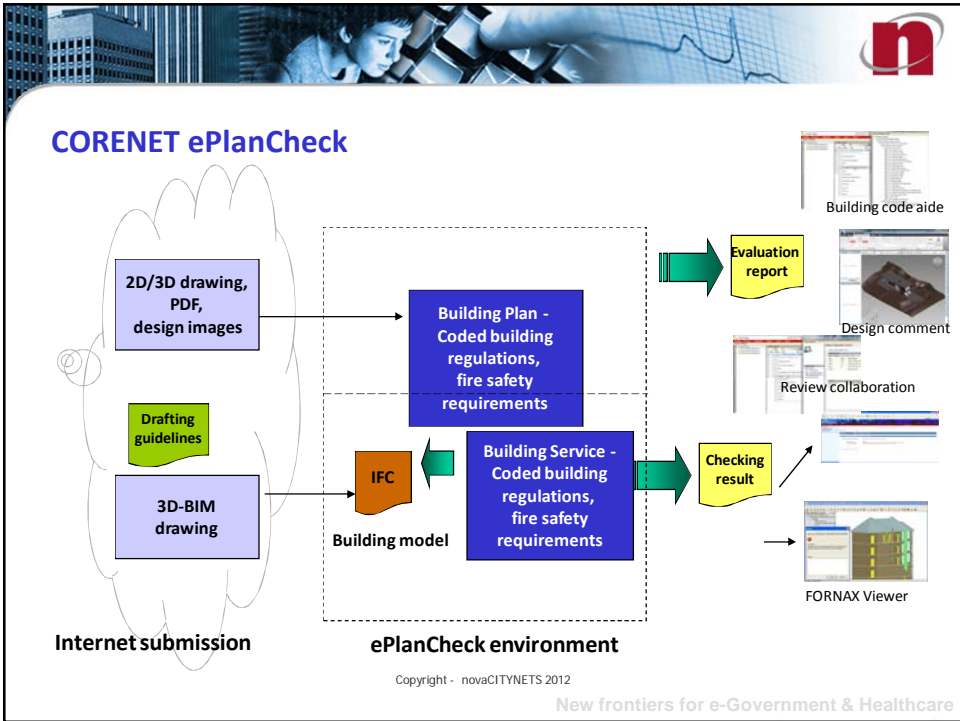 n
CORENET ePlanCheck
2D/3D drawing,
PDF,
design images
Drafting
guidelines
3D-BIM
drawing
Internet submission
Building Plan -
Coded building
regulations,
fire safety
requirements
IFC
Building model
Building Service -
Coded building
regulations,
fire safety
requirements
ePlanCheck environment
Evaluation
report
Checking
result
Building code aide
Design comment
Review collaboration
FORNAX Viewer
Copyright - novaCITYNETS 2012
New frontiers for e-Government & Healthcare